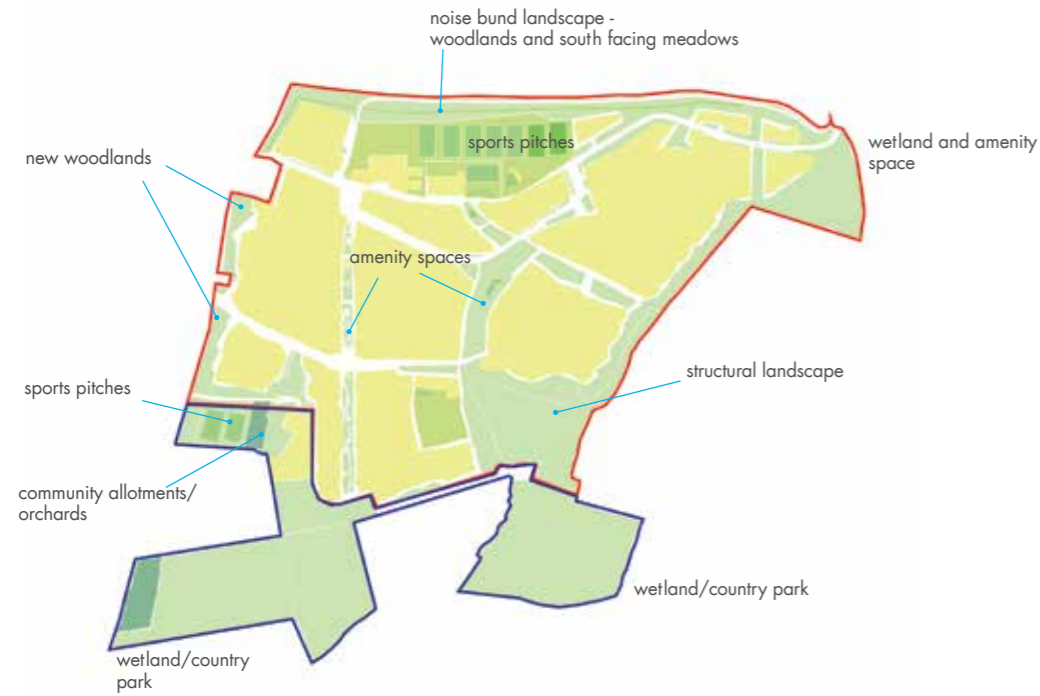 noise bund landscape -
woodlands and south facing meadows
sports pitches
wetland and amenity
space
new woodlands
amenity spaces
structural landscape
sports pitches
community allotments/
orchards
wetland/country park
wetland/country
park